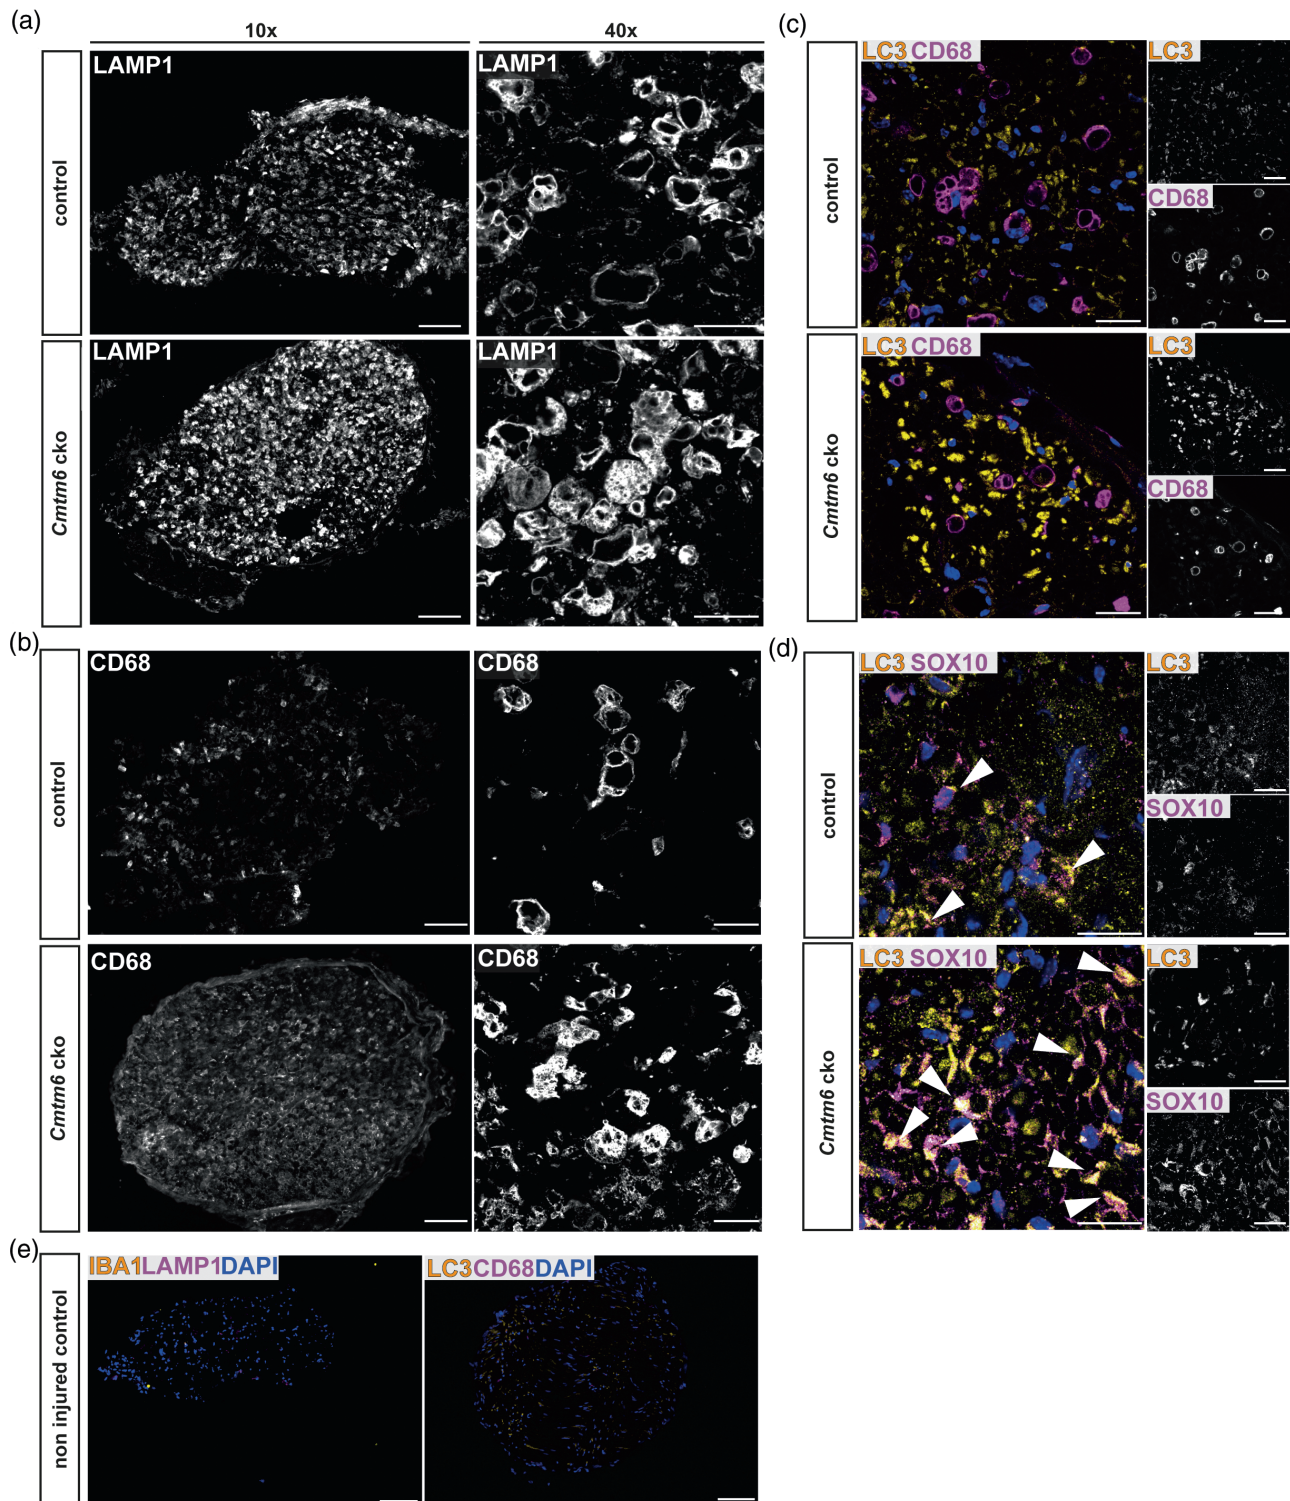 (a)
10x
40x
control
LAMP1
LAMP1
Cmtm6 cko
LAMP1
LAMP1
(b)
control
CD68
CD68
Cmtm6 cko
CD68
CD68
(c)
control
LC3 CD68
LC3
CD68
Cmtm6 cko
LC3 CD68
LC3
CD68
(d)
control
LC3 SOX10
LC3
SOX10
Cmtm6 cko
LC3 SOX10
LC3
SOX10
(e)
non injured control
IBA1LAMP1DAPI
LC3CD68DAPI